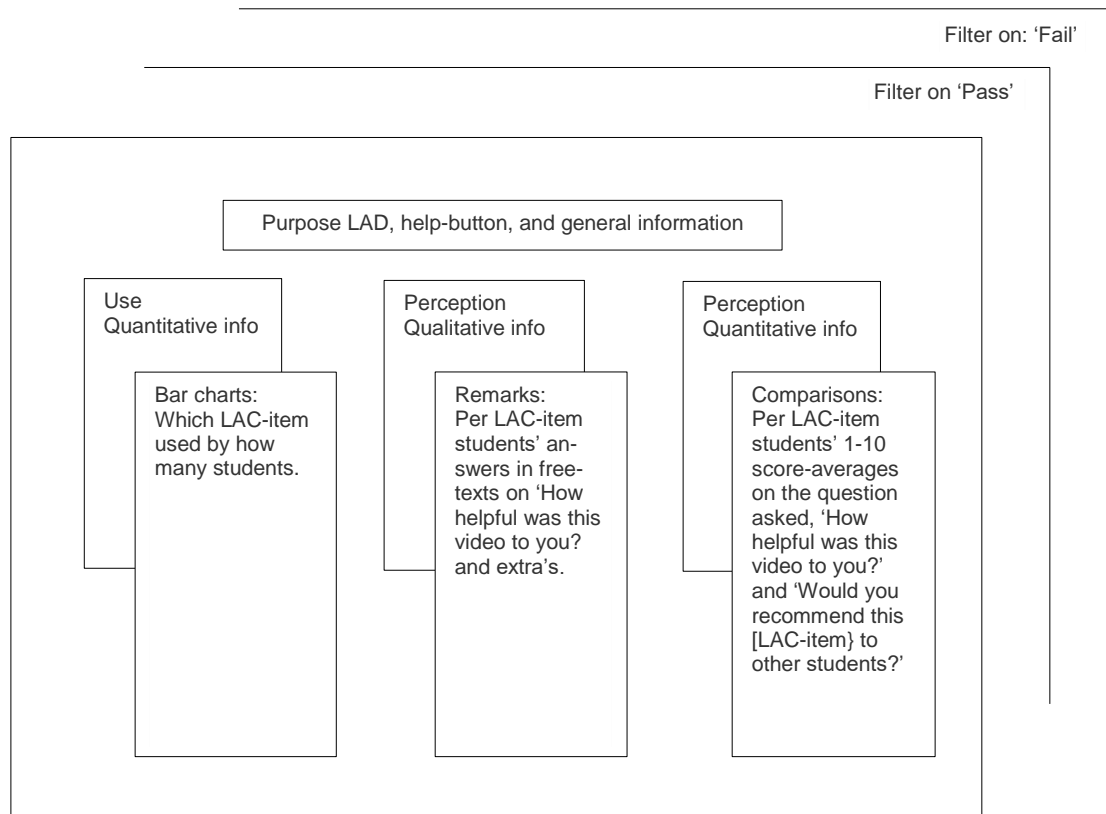 Filter on: ‘Fail’
Filter on ‘Pass’
Purpose LAD, help-button, and general information
Use
Quantitative info
Bar charts:
Which LAC-item
used by how
many students.
Perception
Qualitative info
Remarks:
Per LAC-item
students’ an-
swers in free-
texts on ‘How
helpful was this
video to you?
and extra’s.
Perception
Quantitative info
Comparisons:
Per LAC-item
students’ 1-10
score-averages
on the question
asked, ‘How
helpful was this
video to you?’
and ‘Would you
recommend this
[LAC-item} to
other students?’